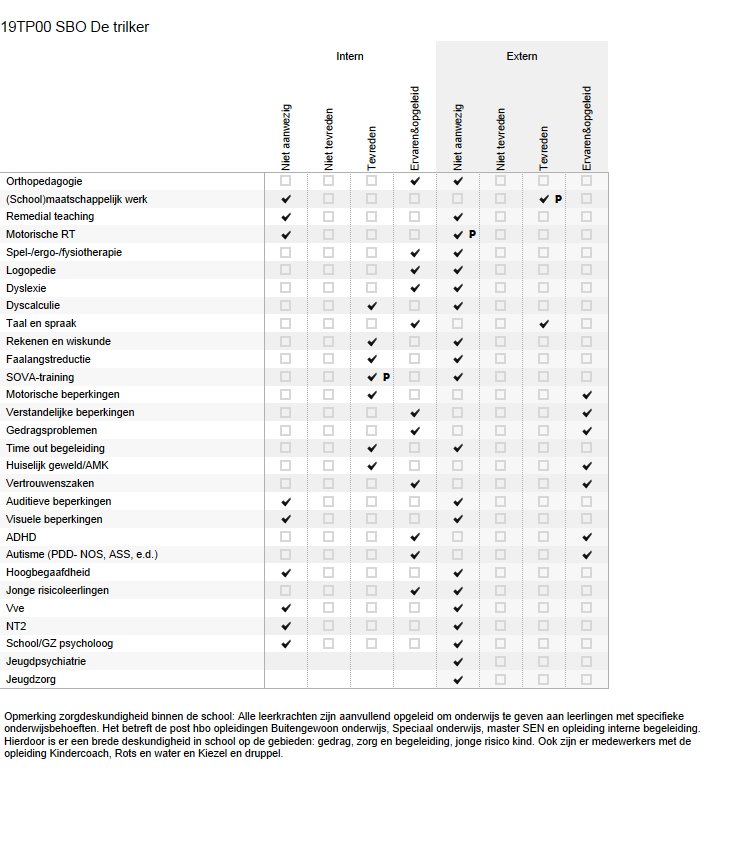 19TP00 SBO De trilker
Intern Extern
Niet aanwezig Niet tevreden Tevreden Ervaren&opgeleid Niet aanwezig Niet tevreden Tevreden Ervaren&opgeleid
Orthopedagogie
(School)maatschappelijk werk P
Remedial teaching
Motorische RT P
Spel-/ergo-/fysiotherapie
Logopedie
Dyslexie
Dyscalculie
Taal en spraak
Rekenen en wiskunde
Faalangstreductie
SOVA-training P
Motorische beperkingen
Verstandelijke beperkingen
Gedragsproblemen
Time out begeleiding
Huiselijk geweld/AMK
Vertrouwenszaken
Auditieve beperkingen
Visuele beperkingen
ADHD
Autisme (PDD- NOS, ASS, e.d.)
Hoogbegaafdheid
Jonge risicoleerlingen
Vve
NT2
School/GZ psycholoog
Jeugdpsychiatrie
Jeugdzorg
Opmerking zorgdeskundigheid binnen de school: Alle leerkrachten zijn aanvullend opgeleid om onderwijs te geven aan leerlingen met specifieke
onderwijsbehoeften. Het betreft de post hbo opleidingen Buitengewoon onderwijs, Speciaal onderwijs, master SEN en opleiding interne begeleiding.
Hierdoor is er een brede deskundigheid in school op de gebieden: gedrag, zorg en begeleiding, jonge risico kind. Ook zijn er medewerkers met de
opleiding Kindercoach, Rots en water en Kiezel en druppel.